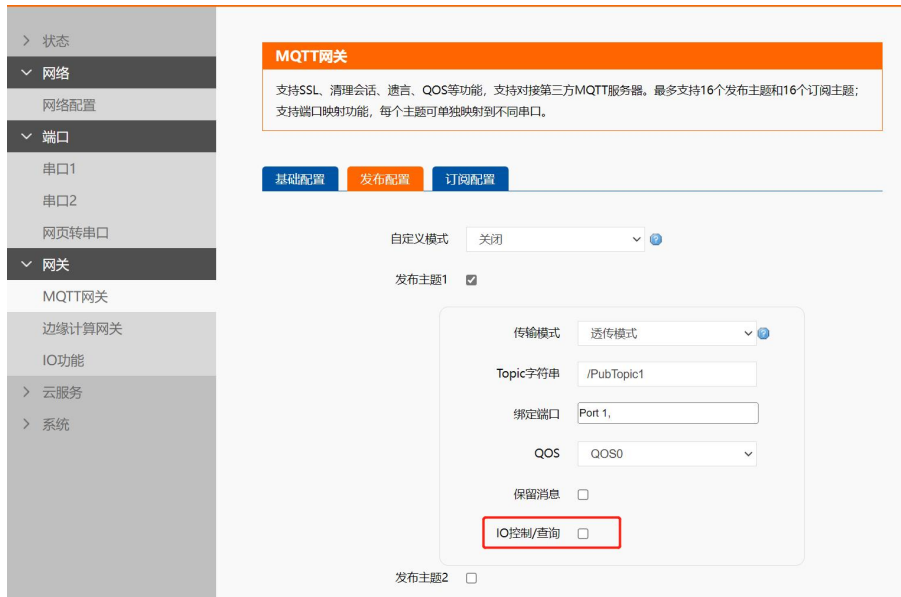 状态
网络
网络配置
端口
串口1
串口2
网页转串口
网关
MQTT网关
边缘计算网关
IO功能
云服务
系统
MQTT网关
支持SSL、清理会话、遗言、QOS等功能，支持对接第三方MQTT服务器。最多支持16个发布主题和16个订阅主题；
支持端口映射功能，每个主题可单独映射到不同串口。
基础配置 发布配置 订阅配置
自定义模式 关闭
发布主题1
传输模式 透传模式
Topic字符串 /PubTopic1
绑定端口 Port 1,
QOS QOS0
保留消息
IO控制/查询
发布主题2